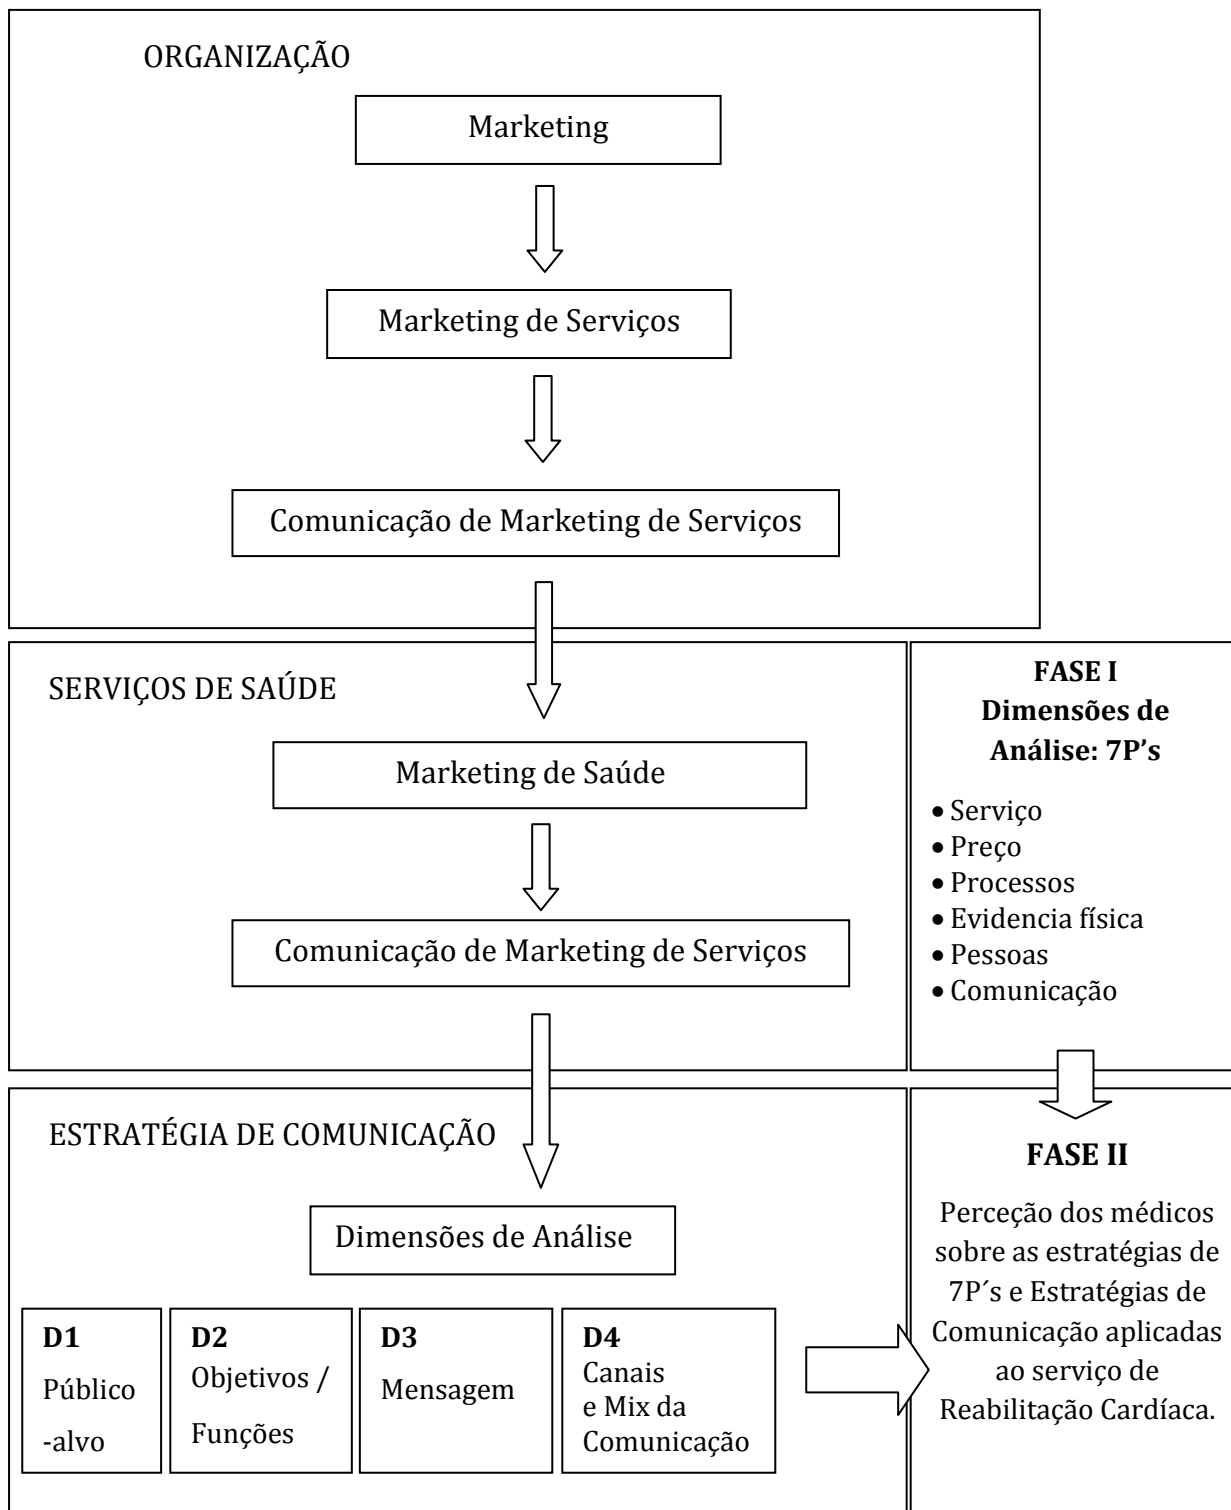 ORGANIZAÇÃO
Marketing
Marketing de Serviços
Comunicação de Marketing de Serviços
SERVIÇOS DE SAÚDE
Marketing de Saúde
Comunicação de Marketing de Serviços
FASE I
Dimensões de
Análise: 7P’s
• Serviço
• Preço
• Processos
• Evidencia física
• Pessoas
• Comunicação
ESTRATÉGIA DE COMUNICAÇÃO
Dimensões de Análise
D1
Público
-alvo
D2
Objetivos /
Funções
D3
Mensagem
D4
Canais
e Mix da
Comunicação
FASE II
Perceção dos médicos
sobre as estratégias de
7P´s e Estratégias de
Comunicação aplicadas
ao serviço de
Reabilitação Cardíaca.